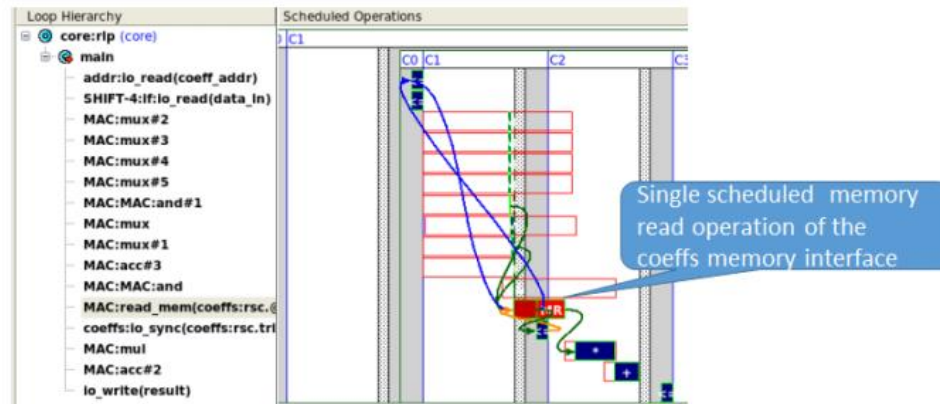 Loop Hierarchy
Scheduled Operations
core:rlp (core)
C1
main
C0 C1 C2 C3
addr:io_read(coeff_addr)
SHIFT-4:if:io_read(data_in)
MAC:mux#2
MAC:mux#3
MAC:mux#4
MAC:mux#5
MAC:MAC:and#1
MAC:mux
MAC:mux#1
MAC:acc#3
MAC:MAC:and
MAC:read_mem(coeffs:rsc.@
coeffs:io_sync(coeffs:rsc.tri
MAC:mul
MAC:acc#2
io_write(result)
Single scheduled memory
read operation of the
coeffs memory interface
*
+